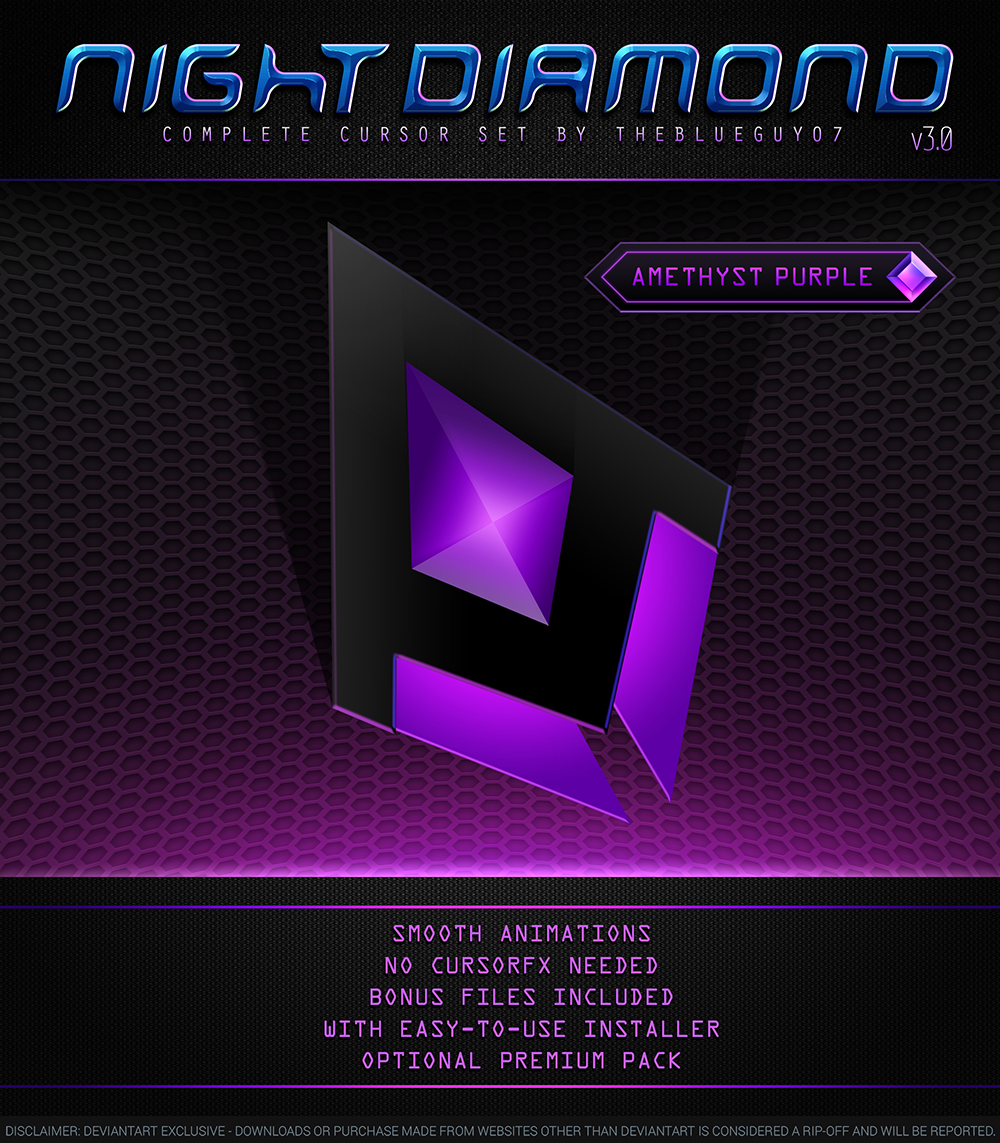 NIGHT DIAMOND
COMPLETE CURSOR SET BY THEBLUEGUY07
v3.0
AMETHYST PURPLE
SMOOTH ANIMATIONS
NO CURSORFX NEEDED
BONUS FILES INCLUDED
WITH EASY-TO-USE INSTALLER
OPTIONAL PREMIUM PACK
DISCLAIMER: DEVIANTART EXCLUSIVE - DOWNLOADS OR PURCHASE MADE FROM WEBSITES OTHER THAN DEVIANTART IS CONSIDERED A RIP-OFF AND WILL BE REPORTED.